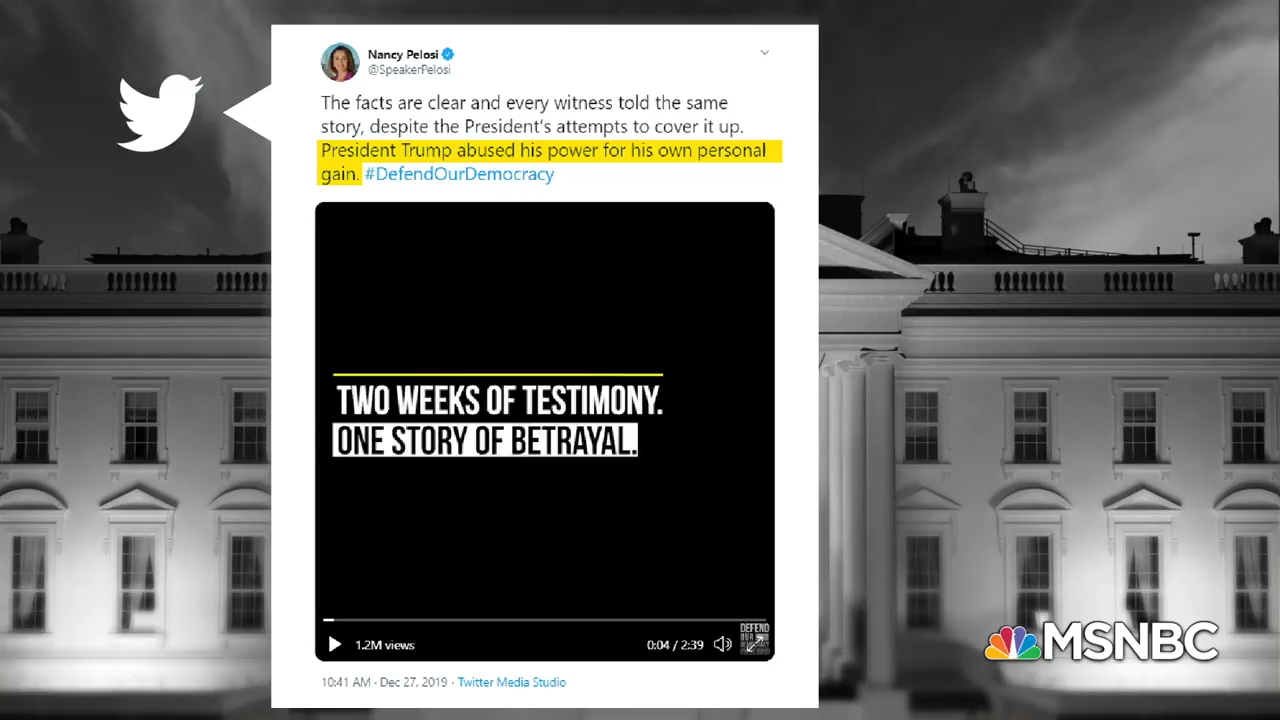 Nancy Pelosi
@SpeakerPelosi
The facts are clear and every witness told the same
story, despite the President's attempts to cover it up.
President Trump abused his power for his own personal
gain. #DefendOurDemocracy
TWO WEEKS OF TESTIMONY.
ONE STORY OF BETRAYAL.
DEFEND
OUR
DEMOCRACY
1.2M views
0:04 / 2:39
10:41 AM · Dec 27, 2019 · Twitter Media Studio
MSNBC